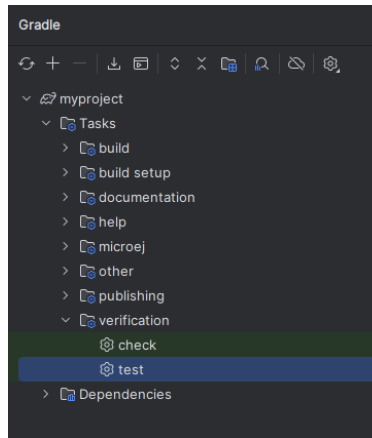 Gradle
myproject
Tasks
build
build setup
documentation
help
microej
other
publishing
verification
check
test
Dependencies